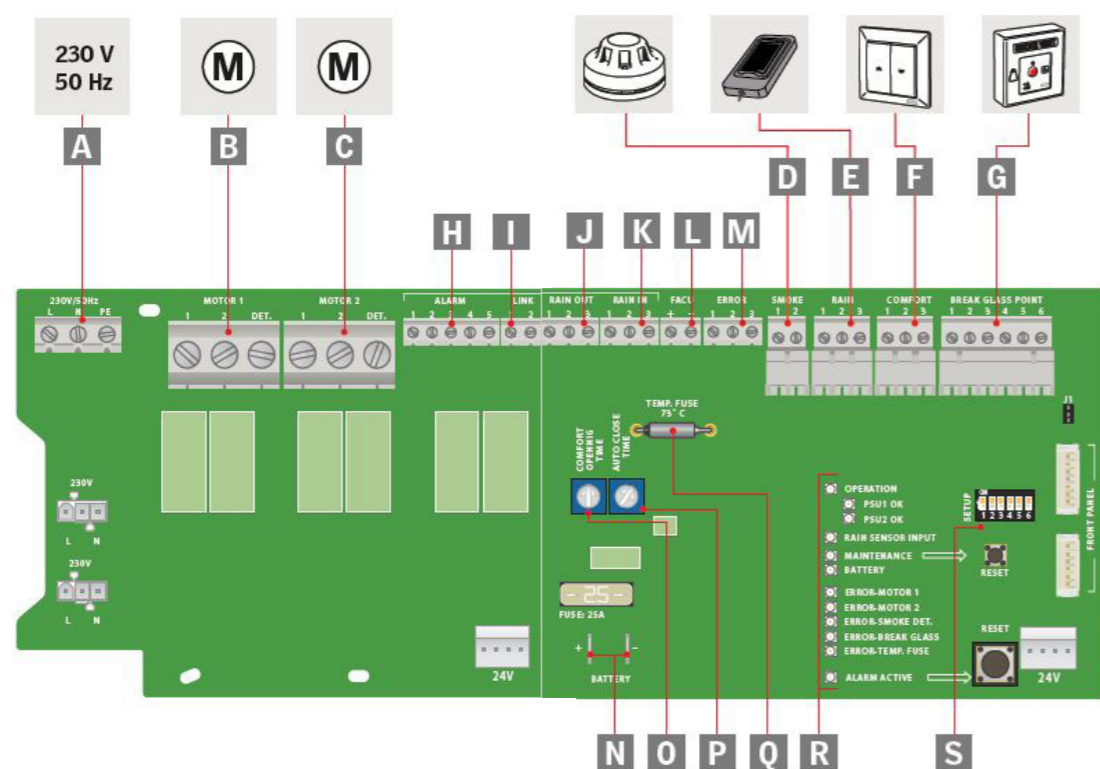 230 V
50 Hz
M
M
A
B
C
D
E
F
G
H
I
J
K
L
M
230V/50Hz
L N PE
MOTOR 1
1 2 DET.
MOTOR 2
1 2 DET.
ALARM
1 2 3 4 5
LINK
2
RAIN OUT
1 2 3
RAIN IN
1 2 3
FACU
+ -
ERROR
1 2 3
SMOKE
1 2
RAIN
1 2 3
COMFORT
1 2 3
BREAK GLASS POINT
1 2 3 4 5 6
TEMP. FUSE
73° C
J1
COMFORT
OPENNIG
TIME
AUTO CLOSE
TIME
230V
L N
230V
L N
- 25 -
FUSE: 25A
+ -
BATTERY
24V
OPERATION
PSU1 OK
PSU2 OK
RAIN SENSOR INPUT
MAINTENANCE
BATTERY
ERROR-MOTOR 1
ERROR-MOTOR 2
ERROR-SMOKE DET.
ERROR-BREAK GLASS
ERROR-TEMP. FUSE
ALARM ACTIVE
SETUP
ON
1 2 3 4 5 6
RESET
RESET
FRONT PANEL
24V
N
O
P
Q
R
S